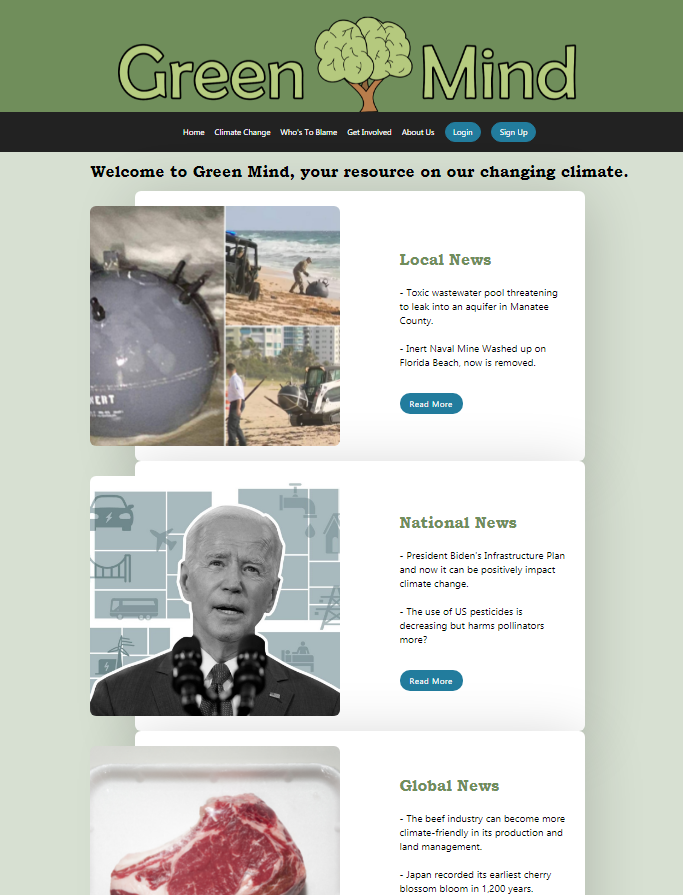 Green Mind
Home Climate Change Who's To Blame Get Involved About Us Login Sign Up
Welcome to Green Mind, your resource on our changing climate.
Local News
- Toxic wastewater pool threatening
to leak into an aquifer in Manatee
County.
- Inert Naval Mine Washed up on
Florida Beach, now is removed.
Read More
National News
- President Biden's Infrastructure Plan
and now it can be positively impact
climate change.
- The use of US pesticides is
decreasing but harms pollinators
more?
Read More
Global News
- The beef industry can become more
climate-friendly in its production and
land management.
- Japan recorded its earliest cherry
blossom bloom in 1,200 years.